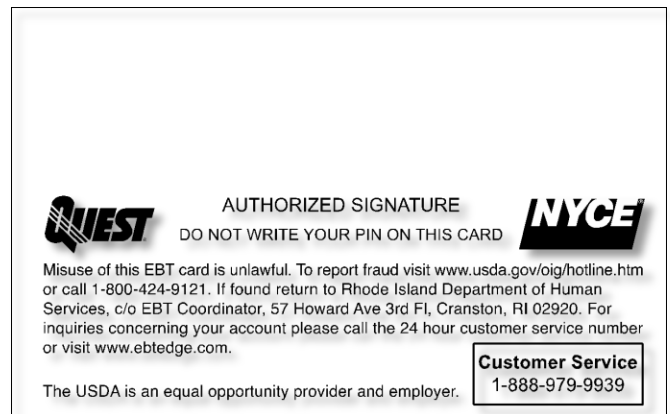 QUEST
AUTHORIZED SIGNATURE
NYCE®
DO NOT WRITE YOUR PIN ON THIS CARD
Misuse of this EBT card is unlawful. To report fraud visit www.usda.gov/oig/hotline.htm
or call 1-800-424-9121. If found return to Rhode Island Department of Human
Services, c/o EBT Coordinator, 57 Howard Ave 3rd Fl, Cranston, RI 02920. For
inquiries concerning your account please call the 24 hour customer service number
or visit www.ebtedge.com.
Customer Service
1-888-979-9939
The USDA is an equal opportunity provider and employer.